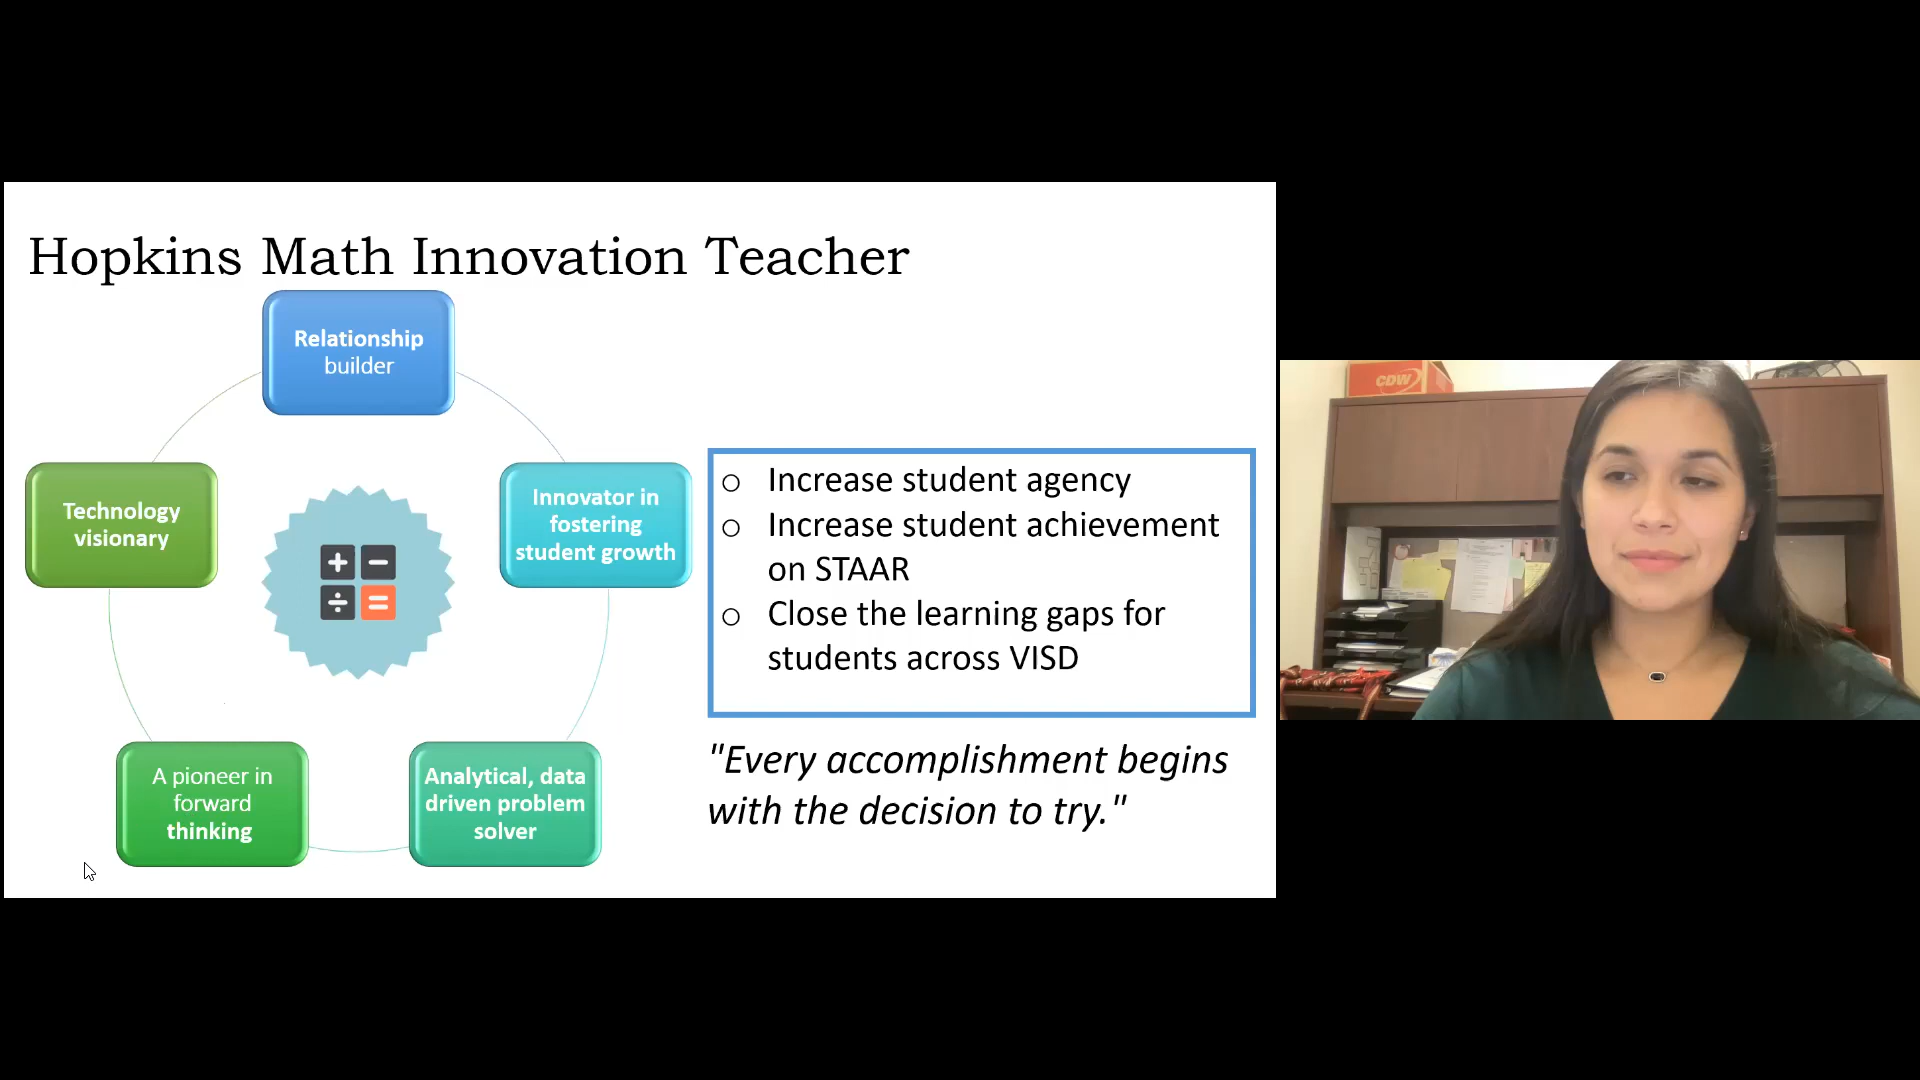 Hopkins Math Innovation Teacher
Relationship
builder
Technology
visionary
Innovator in
fostering
student growth
A pioneer in
forward
thinking
Analytical, data
driven problem
solver
o Increase student agency
o Increase student achievement
on STAAR
o Close the learning gaps for
students across VISD
"Every accomplishment begins
with the decision to try."
CDW